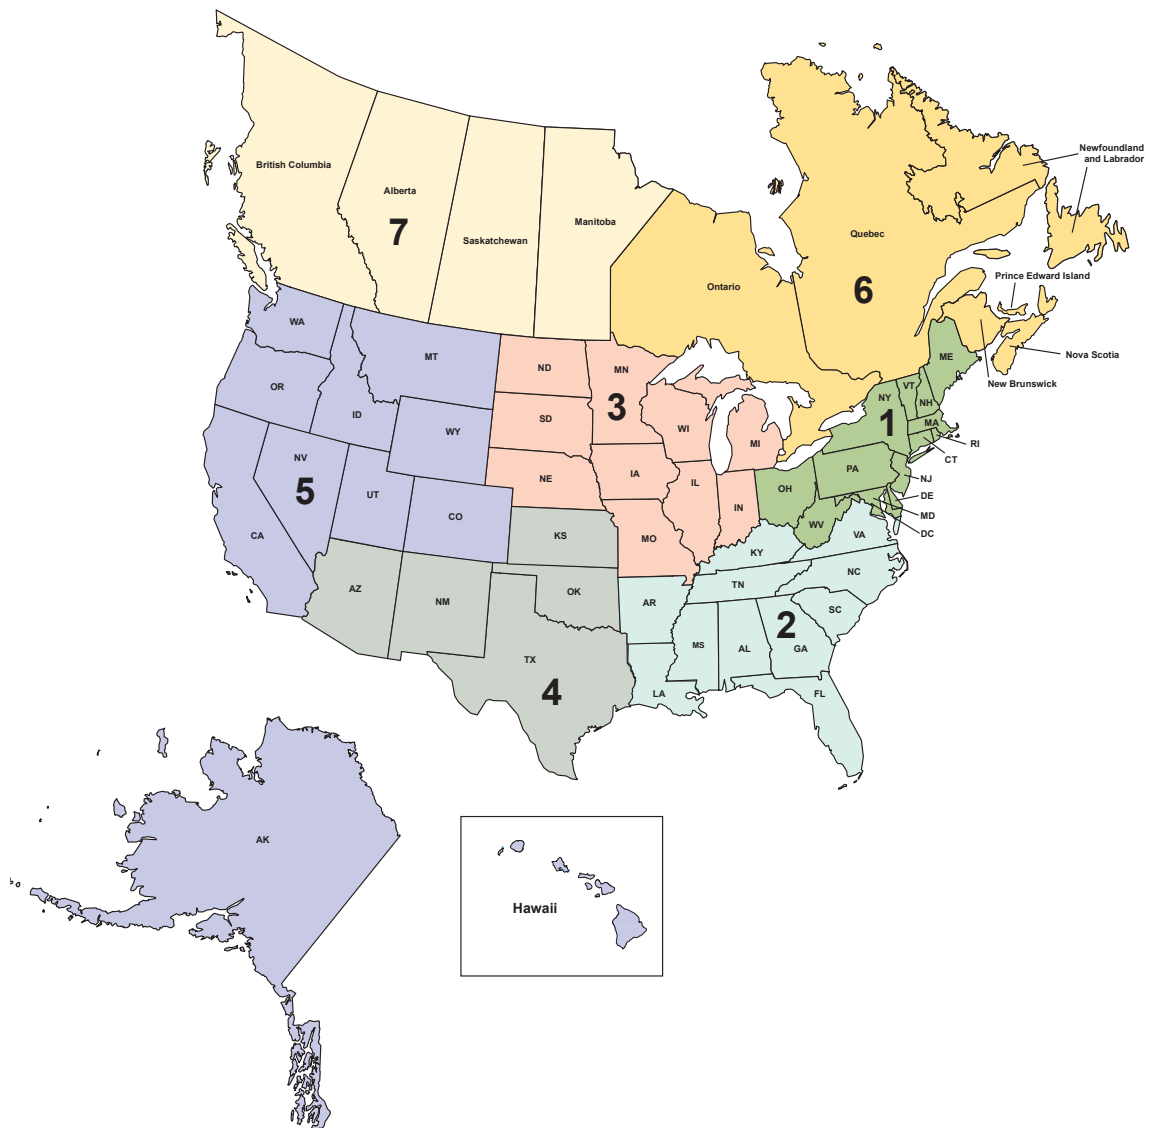 Newfoundland
and Labrador
British Columbia
Alberta
7
Saskatchewan
Manitoba
Quebec
6
Ontario
Prince Edward Island
Nova Scotia
New Brunswick
WA
MT
ND
MN
3
ME
OR
ID
SD
WI
MI
NY
VT
NH
1
MA
RI
CT
WY
NV
5
UT
CO
NE
IA
IL
IN
OH
PA
NJ
DE
MD
DC
WV
VA
CA
KS
MO
KY
AZ
NM
OK
AR
TN
NC
SC
2
GA
MS
AL
TX
4
LA
FL
AK
Hawaii